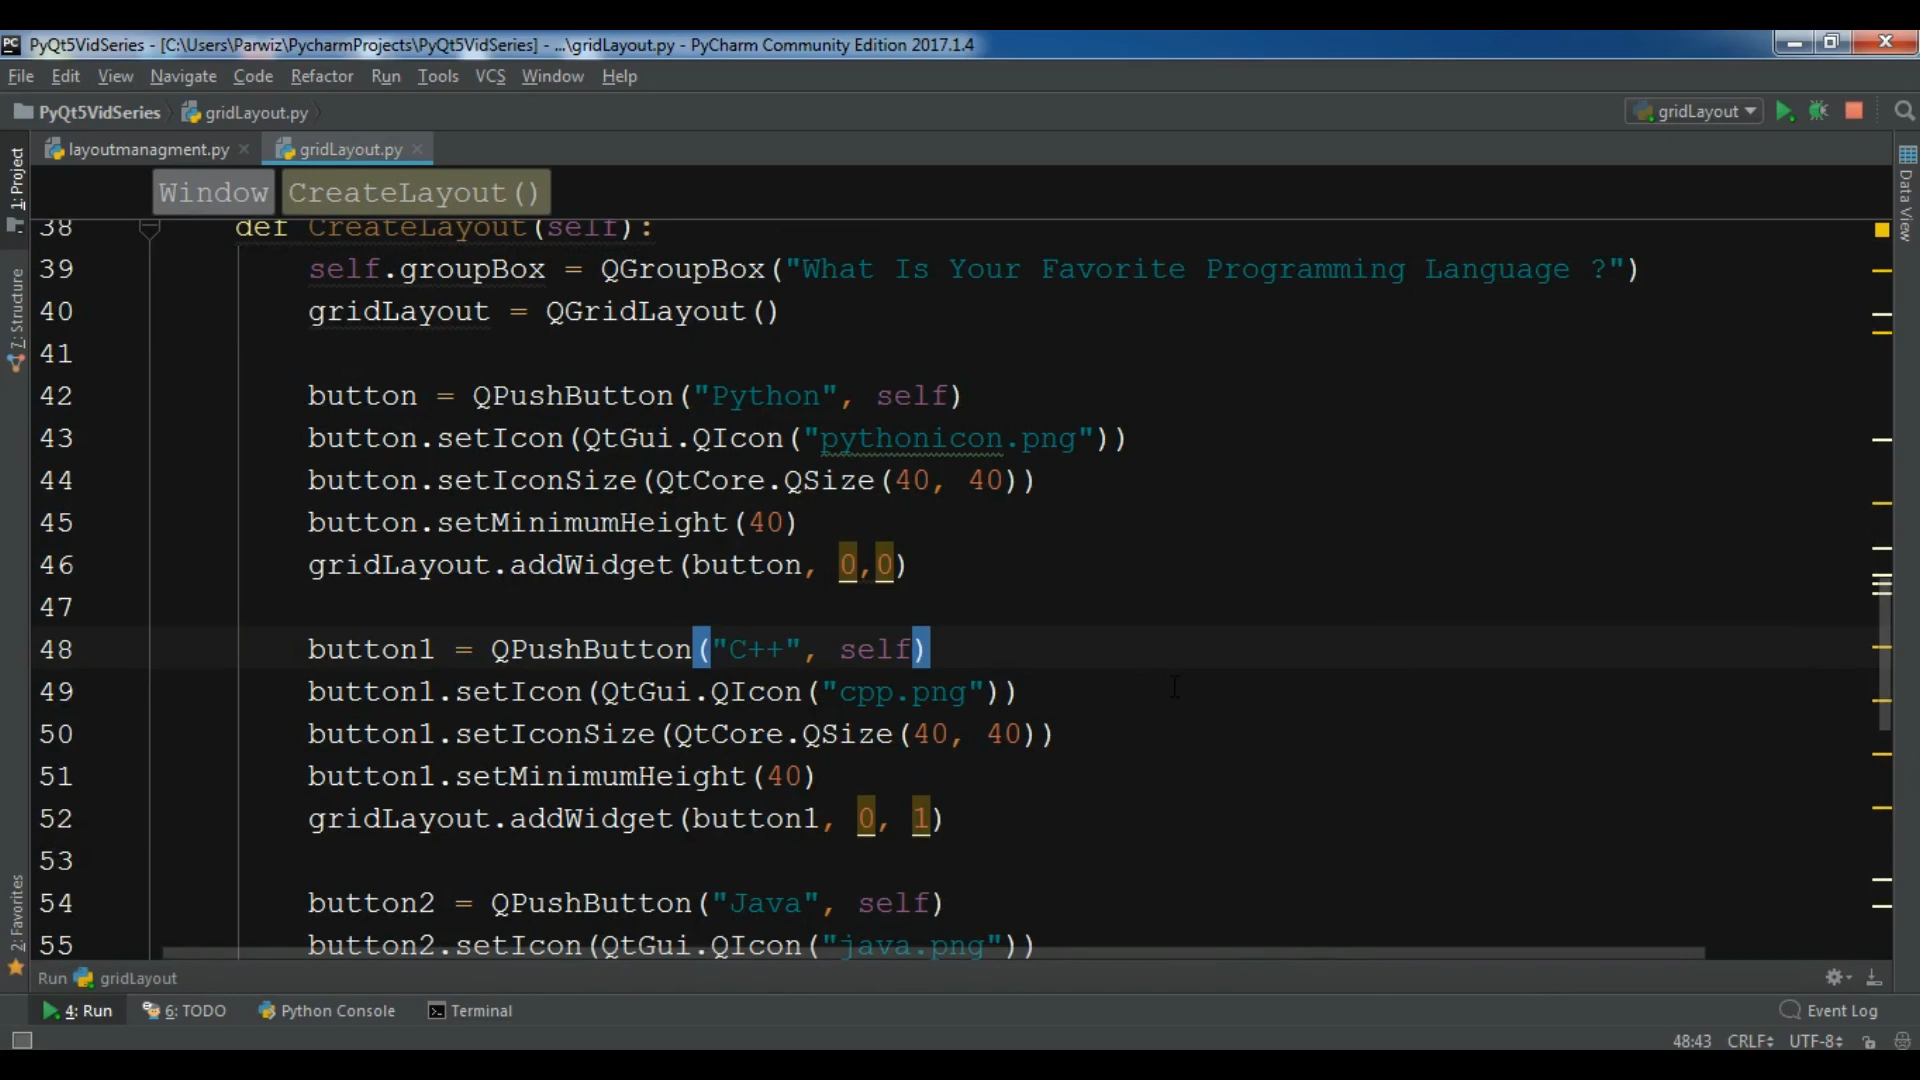 PyQt5VidSeries - [C:\Users\Parwiz\PycharmProjects\PyQt5VidSeries] - ...\gridLayout.py - PyCharm Community Edition 2017.1.4
File Edit View Navigate Code Refactor Run Tools VCS Window Help
PyQt5VidSeries gridLayout.py gridLayout
layoutmanagment.py gridLayout.py
1: Project
7: Structure
2: Favorites
Data View
Window CreateLayout()
38 def CreateLayout(self):
39 self.groupBox = QGroupBox("What Is Your Favorite Programming Language ?")
40 gridLayout = QGridLayout()
41
42 button = QPushButton("Python", self)
43 button.setIcon(QtGui.QIcon("pythonicon.png"))
44 button.setIconSize(QtCore.QSize(40, 40))
45 button.setMinimumHeight(40)
46 gridLayout.addWidget(button, 0,0)
47
48 button1 = QPushButton("C++", self)
49 button1.setIcon(QtGui.QIcon("cpp.png"))
50 button1.setIconSize(QtCore.QSize(40, 40))
51 button1.setMinimumHeight(40)
52 gridLayout.addWidget(button1, 0, 1)
53
54 button2 = QPushButton("Java", self)
55 button2.setIcon(QtGui.QIcon("java.png"))
Run gridLayout
4: Run 6: TODO Python Console Terminal Event Log
48:43 CRLF UTF-8